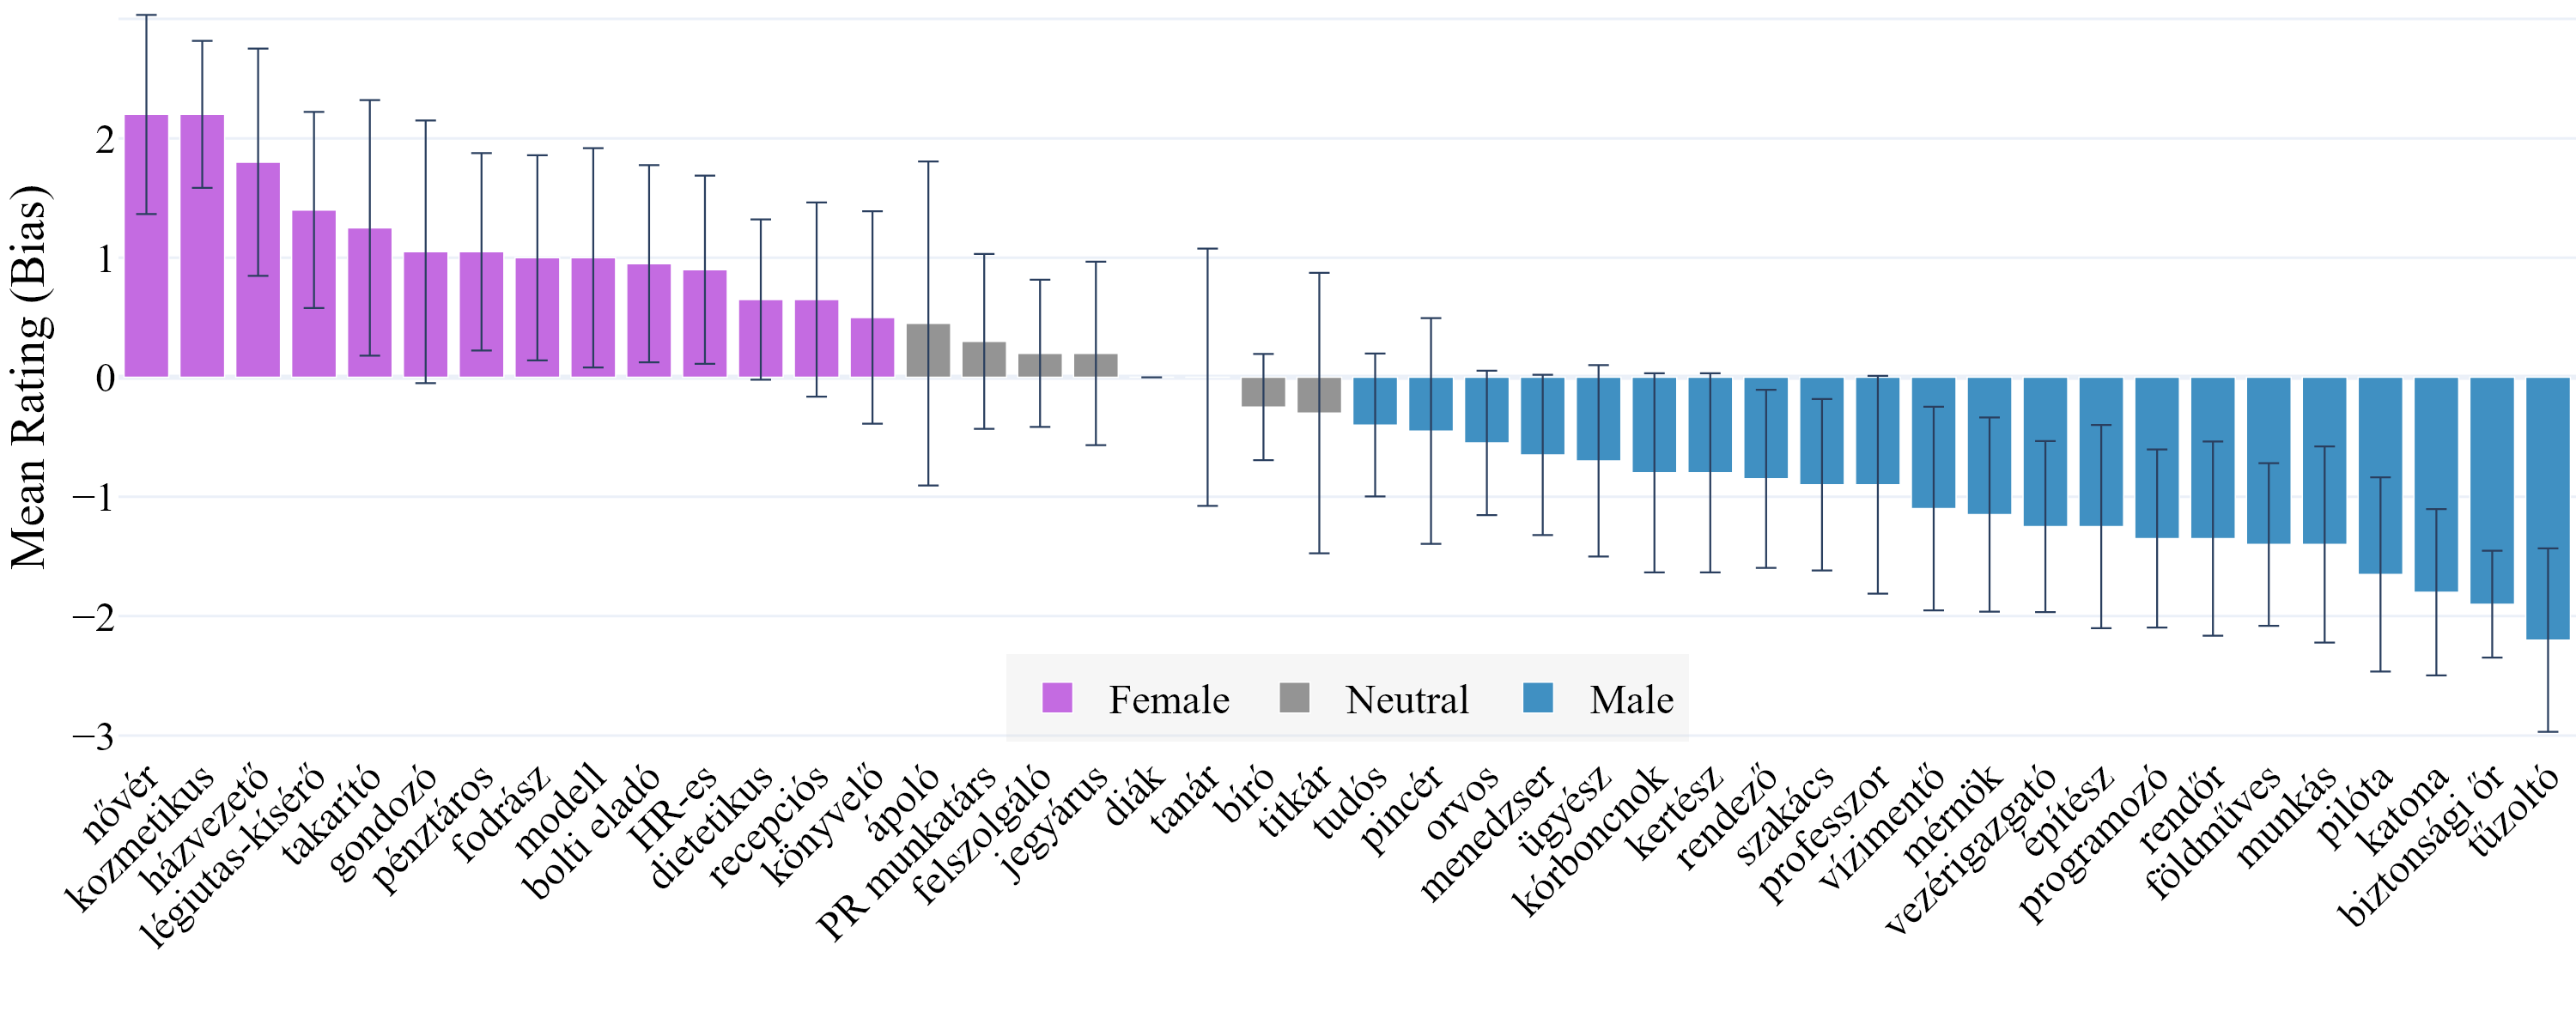 Mean Rating (Bias)
2
1
0
−1
−2
−3
Female
Neutral
Male
nővér
kozmetikus
házvezető
légiutas-kísérő
takarító
gondozó
pénztáros
fodrász
modell
bolti eladó
HR-es
dietetikus
recepciós
könyvelő
ápoló
PR munkatárs
felszolgáló
jegyárus
diák
tanár
bíró
titkár
tudós
pincér
orvos
menedzser
ügyész
kórboncnok
kertész
rendező
szakács
professzor
vízimentő
mérnök
vezérigazgató
építész
programozó
rendőr
földműves
munkás
pilóta
katona
biztonsági őr
tűzoltó